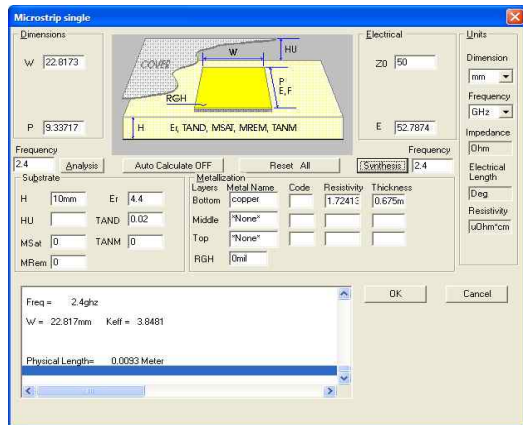 Microstrip single
Dimensions
W 22.8173
P 9.33717
COVER
W
HU
P
E,F
RGH
H
Er, TAND, MSAT, MREM, TANM
Electrical
Z0 50
E 52.7874
Units
Dimension
mm
Frequency
GHz
Impedance
Ohm
Electrical
Length
Deg
Resistivity
uOhm*cm
Frequency
2.4 Analysis Auto Calculate OFF Reset All Synthesis
Frequency
2.4
Substrate
H 10mm Er 4.4
HU TAND 0.02
MSat 0 TANM 0
MRem 0
Metallization
Layers Metal Name Code Resistivity Thickness
Bottom copper 1.72413 0.675m
Middle *None*
Top *None*
RGH 0mil
Freq = 2.4ghz
W = 22.817mm Keff = 3.8481
Physical Length= 0.0093 Meter
OK Cancel